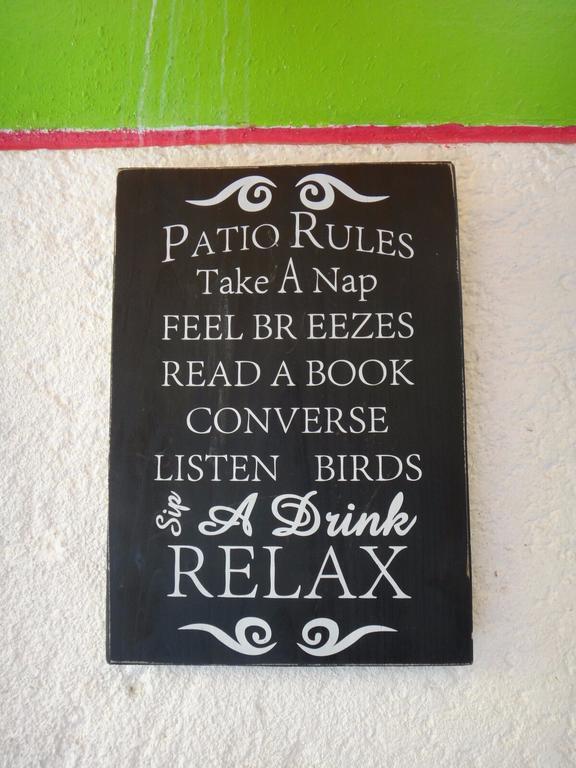 PATIO RULES
Take A Nap
FEEL BR EEZES
READ A BOOK
CONVERSE
LISTEN BIRDS
Sip A Drink
RELAX